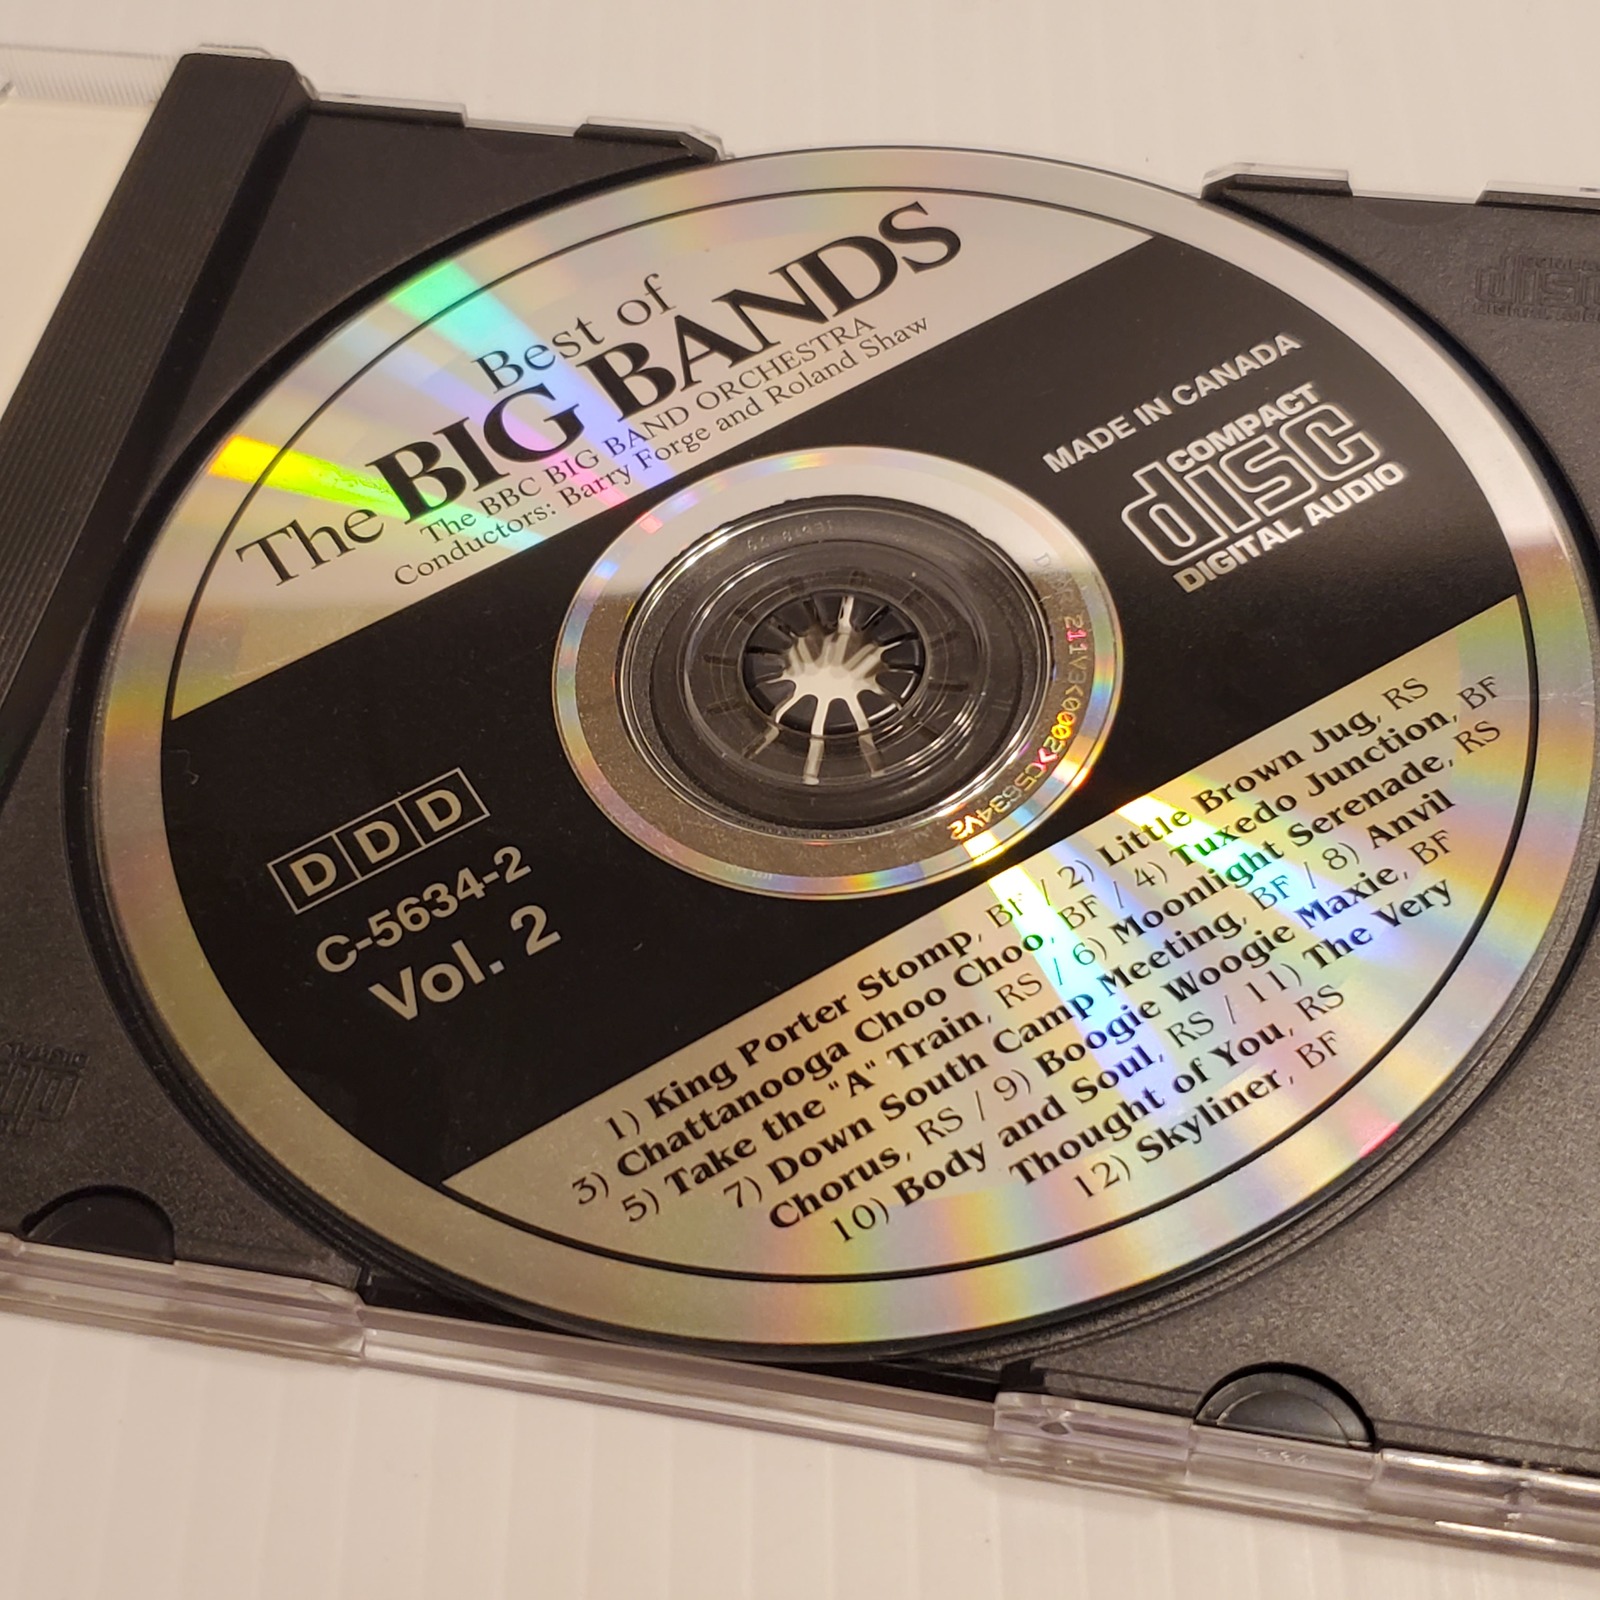 Best of
The BIG BANDS
The BBC BIG BAND ORCHESTRA
Conductors: Barry Forge and Roland Shaw
MADE IN CANADA
COMPACT
disc
DIGITAL AUDIO
DDD
C-5634-2
Vol. 2
1) King Porter Stomp, BF / 2) Little Brown Jug, RS
3) Chattanooga Choo Choo, BF / 4) Tuxedo Junction, BF
5) Take the "A" Train, RS / 6) Moonlight Serenade, RS
7) Down South Camp Meeting, BF / 8) Anvil
Chorus, RS / 9) Boogie Woogie Maxie, BF
10) Body and Soul, RS / 11) The Very
Thought of You, RS
12) Skyliner, BF